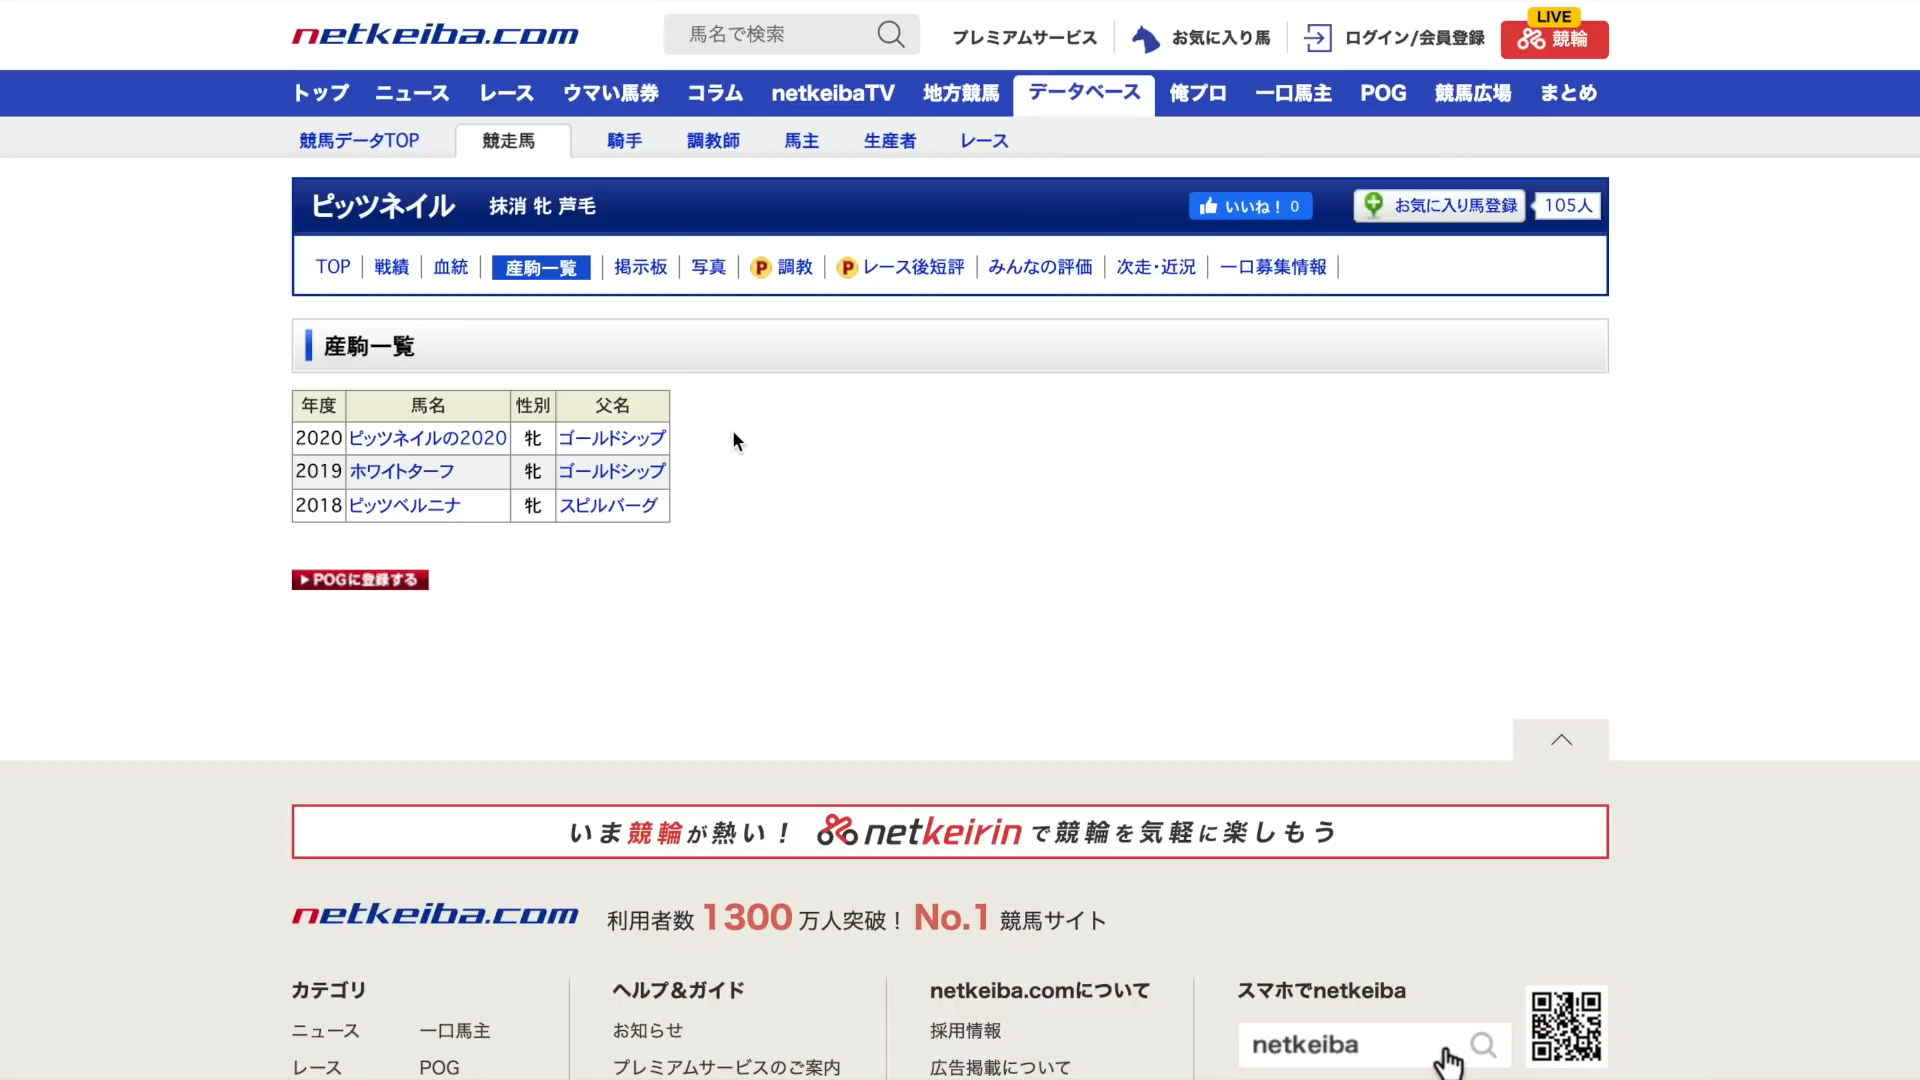 netkeiba.com 馬名で検索 プレミアムサービス お気に入り馬 ログイン/会員登録 LIVE 競輪
トップ ニュース レース ウマい馬券 コラム netkeibaTV 地方競馬 データベース 俺プロ 一口馬主 POG 競馬広場 まとめ
競馬データTOP 競走馬 騎手 調教師 馬主 生産者 レース
ピッツネイル 抹消 牝 芦毛 いいね！ 0 お気に入り馬登録 105人
TOP 戦績 血統 産駒一覧 掲示板 写真 P 調教 P レース後短評 みんなの評価 次走・近況 一口募集情報
産駒一覧
年度 馬名 性別 父名
2020 ピッツネイルの2020 牝 ゴールドシップ
2019 ホワイトターフ 牝 ゴールドシップ
2018 ピッツベルニナ 牝 スピルバーグ
POGに登録する
いま競輪が熱い！ netkeirin で競輪を気軽に楽しもう
netkeiba.com 利用者数 1300 万人突破！ No.1 競馬サイト
カテゴリ ヘルプ＆ガイド netkeiba.comについて スマホでnetkeiba
ニュース 一口馬主 お知らせ 採用情報 netkeiba
レース POG プレミアムサービスのご案内 広告掲載について